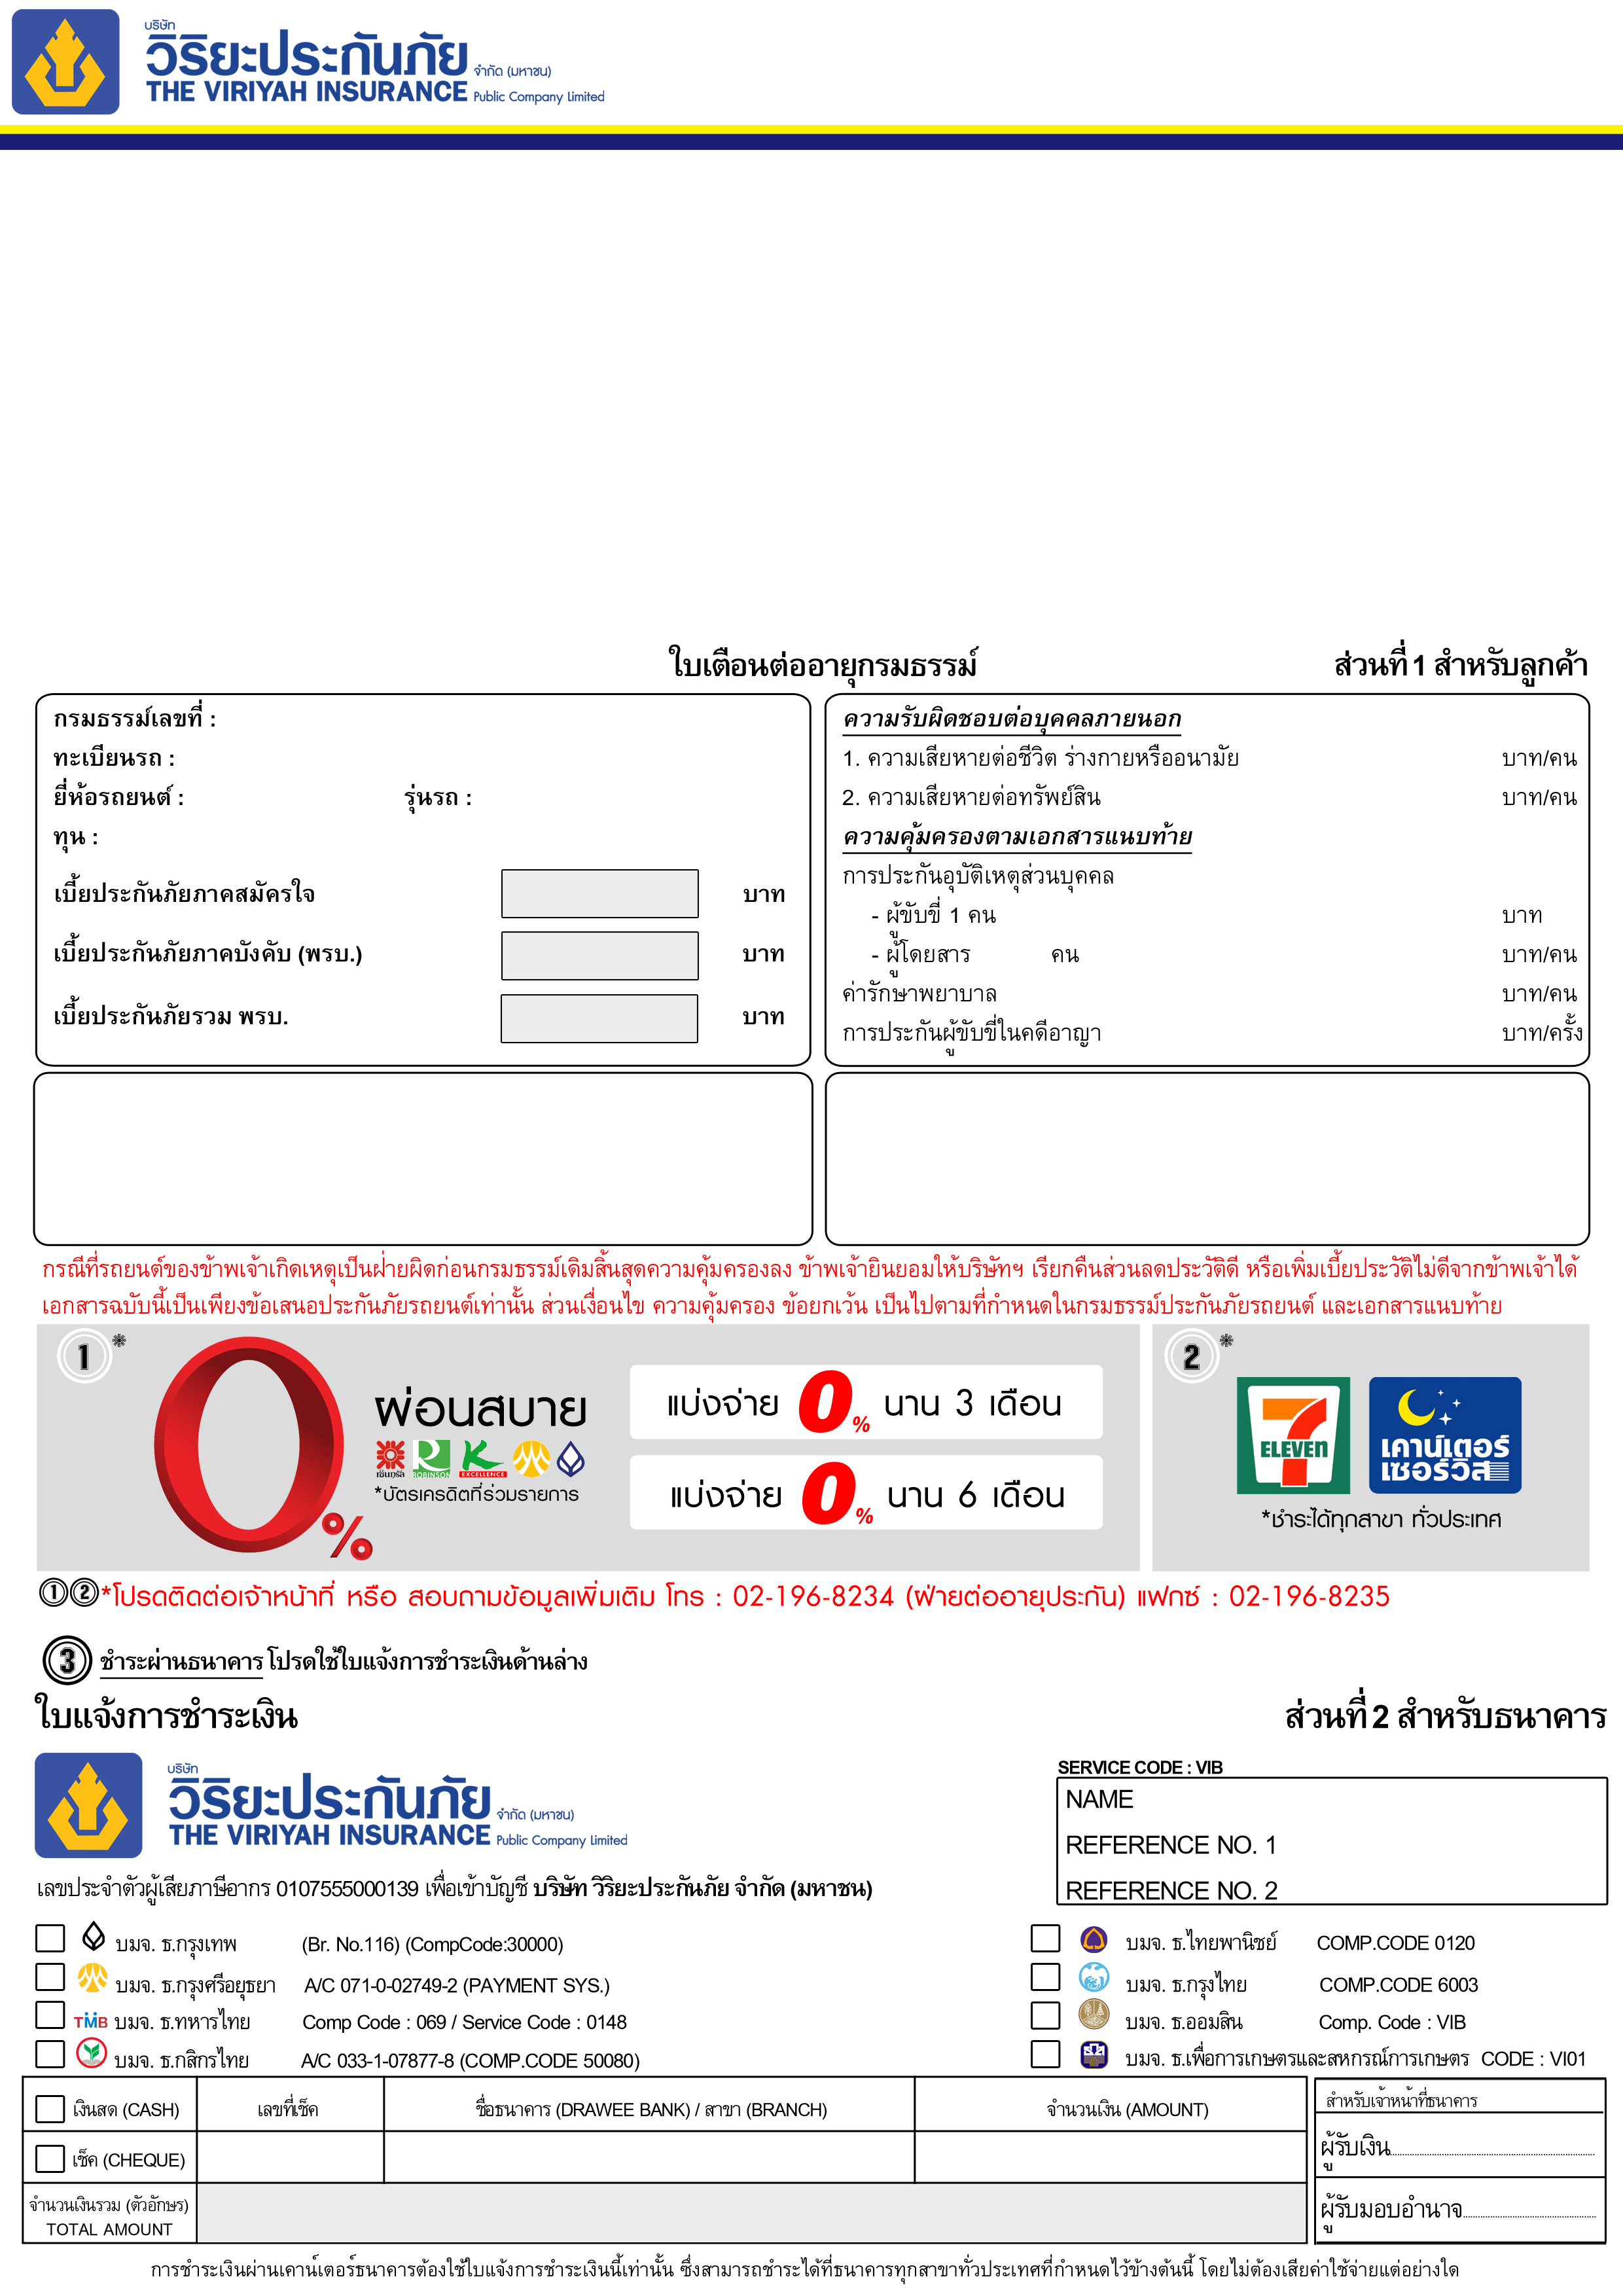 บริษัท
วิริยะประกันภัย จำกัด (มหาชน)
THE VIRIYAH INSURANCE Public Company Limited
ใบเตือนต่ออายุกรมธรรม์
ส่วนที่ 1 สำหรับลูกค้า
กรมธรรม์เลขที่ :
ทะเบียนรถ :
ยี่ห้อรถยนต์ : รุ่นรถ :
ทุน :
เบี้ยประกันภัยภาคสมัครใจ บาท
เบี้ยประกันภัยภาคบังคับ (พรบ.) บาท
เบี้ยประกันภัยรวม พรบ. บาท
ความรับผิดชอบต่อบุคคลภายนอก
1. ความเสียหายต่อชีวิต ร่างกายหรืออนามัย บาท/คน
2. ความเสียหายต่อทรัพย์สิน บาท/คน
ความคุ้มครองตามเอกสารแนบท้าย
การประกันอุบัติเหตุส่วนบุคคล
- ผู้ขับขี่ 1 คน บาท
- ผู้โดยสาร คน บาท/คน
ค่ารักษาพยาบาล บาท/คน
การประกันผู้ขับขี่ในคดีอาญา บาท/ครั้ง
กรณีที่รถยนต์ของข้าพเจ้าเกิดเหตุเป็นฝ่ายผิดก่อนกรมธรรม์เดิมสิ้นสุดความคุ้มครองลง ข้าพเจ้ายินยอมให้บริษัทฯ เรียกคืนส่วนลดประวัติดี หรือเพิ่มเบี้ยประวัติไม่ดีจากข้าพเจ้าได้
เอกสารฉบับนี้เป็นเพียงข้อเสนอประกันภัยรถยนต์เท่านั้น ส่วนเงื่อนไข ความคุ้มครอง ข้อยกเว้น เป็นไปตามที่กำหนดในกรมธรรม์ประกันภัยรถยนต์ และเอกสารแนบท้าย
1 *
0%
ผ่อนสบาย
เซ็นทรัล ROBINSON K EXCELLENCE
*บัตรเครดิตที่ร่วมรายการ
แบ่งจ่าย 0% นาน 3 เดือน
แบ่งจ่าย 0% นาน 6 เดือน
2 *
7 ELEVEN
เคาน์เตอร์
เซอร์วิส
*ชำระได้ทุกสาขา ทั่วประเทศ
1 2 *โปรดติดต่อเจ้าหน้าที่ หรือ สอบถามข้อมูลเพิ่มเติม โทร : 02-196-8234 (ฝ่ายต่ออายุประกัน) แฟกซ์ : 02-196-8235
3 ชำระผ่านธนาคาร โปรดใช้ใบแจ้งการชำระเงินด้านล่าง
ใบแจ้งการชำระเงิน
ส่วนที่ 2 สำหรับธนาคาร
บริษัท
วิริยะประกันภัย จำกัด (มหาชน)
THE VIRIYAH INSURANCE Public Company Limited
SERVICE CODE : VIB
NAME
REFERENCE NO. 1
REFERENCE NO. 2
เลขประจำตัวผู้เสียภาษีอากร 0107555000139 เพื่อเข้าบัญชี บริษัท วิริยะประกันภัย จำกัด (มหาชน)
บมจ. ธ.กรุงเทพ (Br. No.116) (CompCode:30000)
บมจ. ธ.กรุงศรีอยุธยา A/C 071-0-02749-2 (PAYMENT SYS.)
TMB บมจ. ธ.ทหารไทย Comp Code : 069 / Service Code : 0148
บมจ. ธ.กสิกรไทย A/C 033-1-07877-8 (COMP.CODE 50080)
บมจ. ธ.ไทยพานิชย์ COMP.CODE 0120
บมจ. ธ.กรุงไทย COMP.CODE 6003
บมจ. ธ.ออมสิน Comp. Code : VIB
บมจ. ธ.เพื่อการเกษตรและสหกรณ์การเกษตร CODE : VI01
เงินสด (CASH) เลขที่เช็ค ชื่อธนาคาร (DRAWEE BANK) / สาขา (BRANCH) จำนวนเงิน (AMOUNT)
เช็ค (CHEQUE)
จำนวนเงินรวม (ตัวอักษร)
TOTAL AMOUNT
สำหรับเจ้าหน้าที่ธนาคาร
ผู้รับเงิน
ผู้รับมอบอำนาจ
การชำระเงินผ่านเคาน์เตอร์ธนาคารต้องใช้ใบแจ้งการชำระเงินนี้เท่านั้น ซึ่งสามารถชำระได้ที่ธนาคารทุกสาขาทั่วประเทศที่กำหนดไว้ข้างต้นนี้ โดยไม่ต้องเสียค่าใช้จ่ายแต่อย่างใด